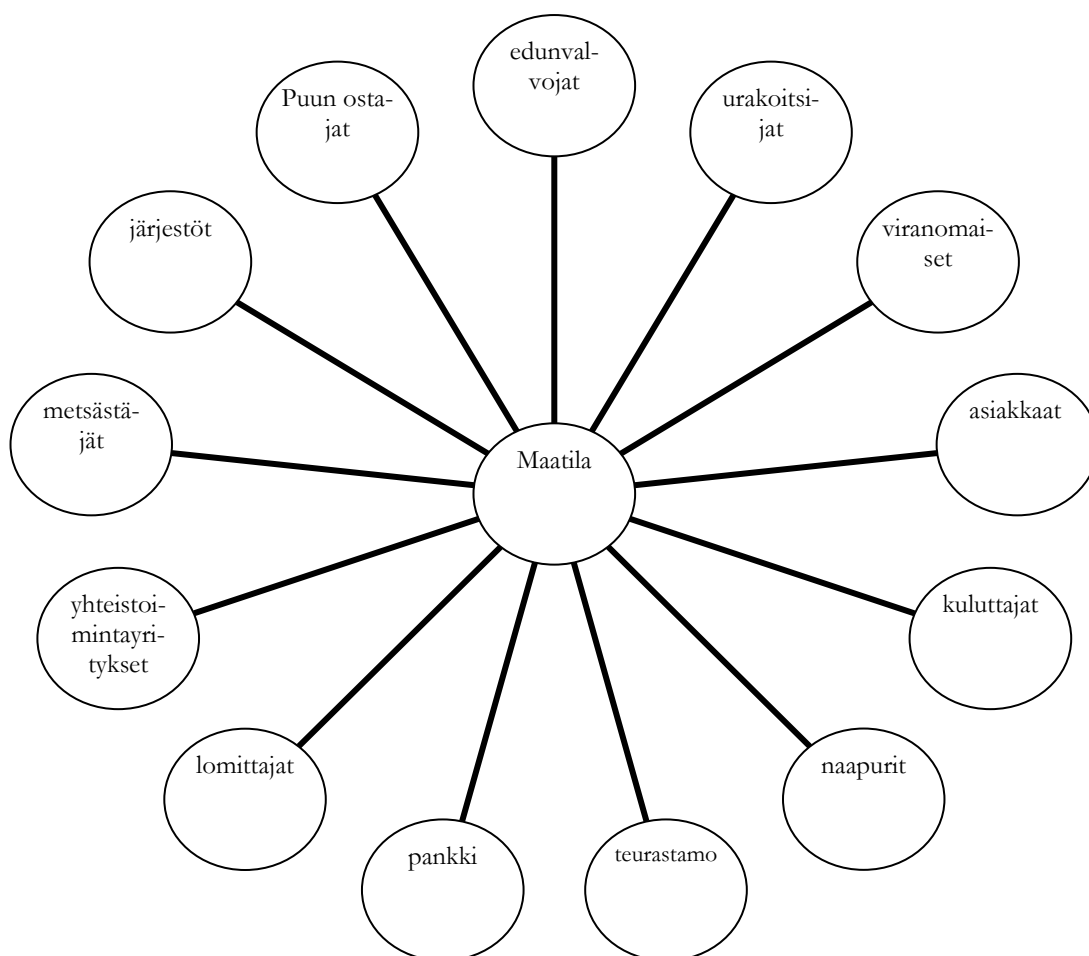 edunval-
vojat
Puun osta-
jat
urakoitsi-
jat
järjestöt
viranomai-
set
metsästä-
jät
Maatila
asiakkaat
yhteistoi-
mintayri-
tykset
kuluttajat
lomittajat
naapurit
pankki
teurastamo